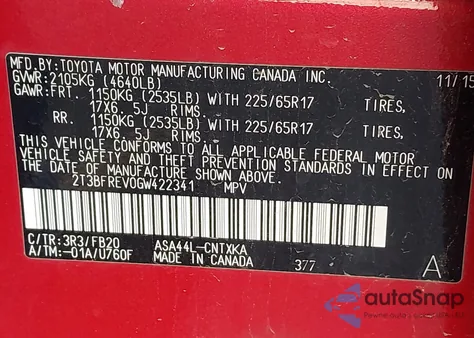 MFD.BY:TOYOTA MOTOR MANUFACTURING CANADA INC. 11/15
GVWR:2105KG (4640LB)
GAWR:FRT. 1150KG (2535LB) WITH 225/65R17 TIRES,
17X6. 5J RIMS.
RR. 1150KG (2535LB) WITH 225/65R17 TIRES,
17X6. 5J RIMS.
THIS VEHICLE CONFORMS TO ALL APPLICABLE FEDERAL MOTOR
VEHICLE SAFETY AND THEFT PREVENTION STANDARDS IN EFFECT ON
THE DATE OF MANUFACTURE SHOWN ABOVE.
2T3BFREV0GW422341 MPV
C/TR:3R3/FB20 ASA44L-CNTXKA
A/TM:-01A/U760F MADE IN CANADA 377 A
autoSnap